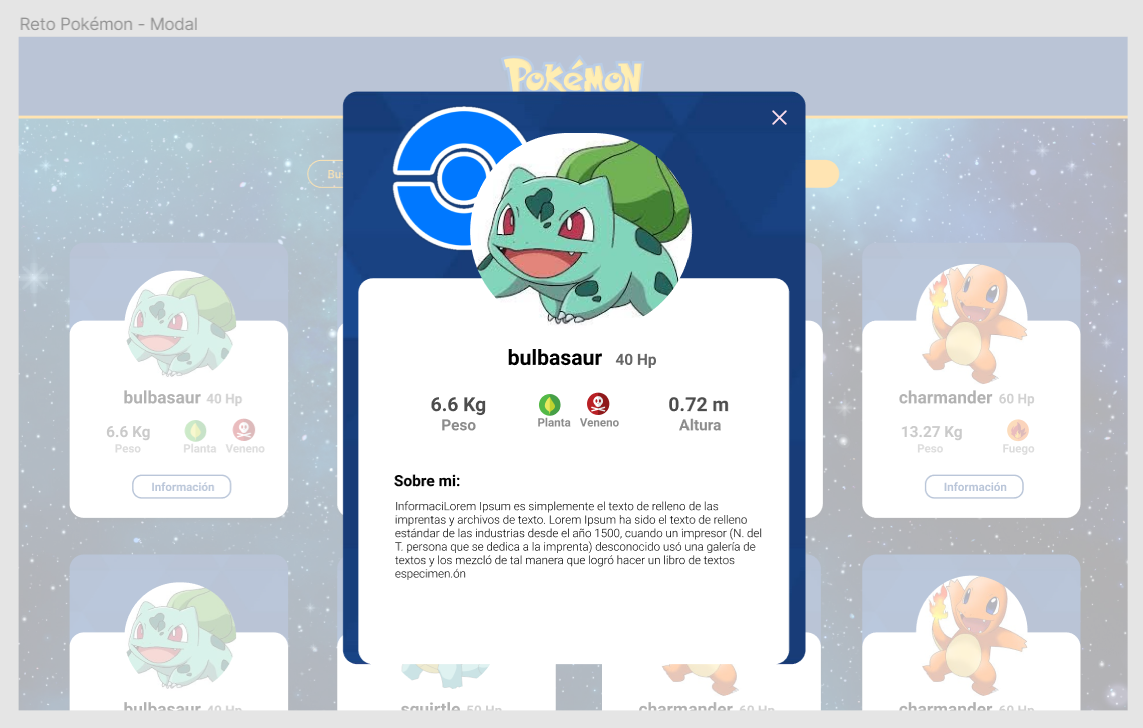 Reto Pokémon - Modal
POKéMON
Bu
bulbasaur 40 Hp
6.6 Kg
Peso
Planta
Veneno
0.72 m
Altura
Sobre mi:
InformaciLorem Ipsum es simplemente el texto de relleno de las
imprentas y archivos de texto. Lorem Ipsum ha sido el texto de relleno
estándar de las industrias desde el año 1500, cuando un impresor (N. del
T. persona que se dedica a la imprenta) desconocido usó una galería de
textos y los mezcló de tal manera que logró hacer un libro de textos
especimen.ón
bulbasaur 40 Hp
6.6 Kg
Peso
Planta
Veneno
Información
charmander 60 Hp
13.27 Kg
Peso
Fuego
Información
bulbasaur 40 Hp
squirtle 50 Hp
charmander 60 Hp
charmander 60 Hp